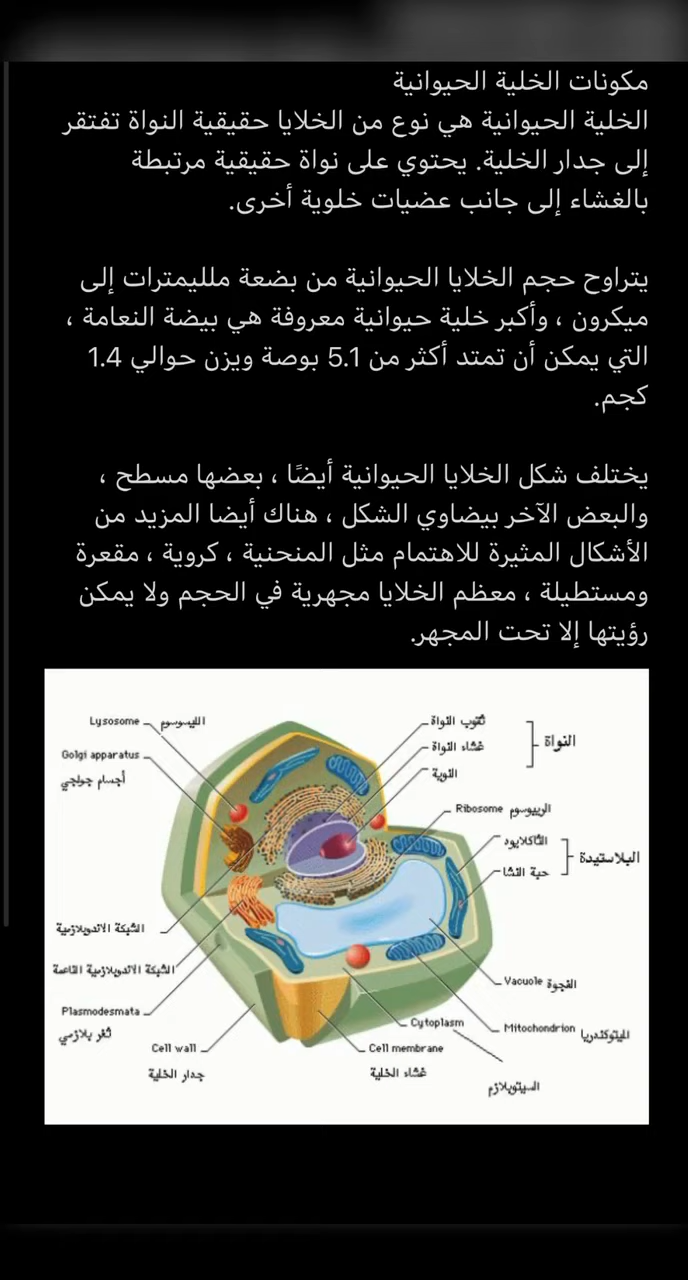 مكونات الخلية الحيوانية
الخلية الحيوانية هي نوع من الخلايا حقيقية النواة تفتقر
إلى جدار الخلية. يحتوي على نواة حقيقية مرتبطة
بالغشاء إلى جانب عضيات خلوية أخرى.
يتراوح حجم الخلايا الحيوانية من بضعة ملليمترات إلى
ميكرون ، وأكبر خلية حيوانية معروفة هي بيضة النعامة ،
التي يمكن أن تمتد أكثر من 5.1 بوصة ويزن حوالي 1.4
كجم.
يختلف شكل الخلايا الحيوانية أيضًا ، بعضها مسطح ،
والبعض الآخر بيضاوي الشكل ، هناك أيضا المزيد من
الأشكال المثيرة للاهتمام مثل المنحنية ، كروية ، مقعرة
ومستطيلة ، معظم الخلايا مجهرية في الحجم ولا يمكن
رؤيتها إلا تحت المجهر.
ثقوب النواة
غشاء النواة
النوية
النواة
Lysosome الليسوسوم
Golgi apparatus
أجسام جولجي
Ribosome الريبوسوم
الثاكلايود
حبة النشا
البلاستيدة
الشبكة الاندوبلازمية
الشبكة الاندوبلازمية الناعمة
Plasmodesmata
ثغر بلازمي
Cell wall
جدار الخلية
Cell membrane
غشاء الخلية
Cytoplasm
السيتوبلازم
Vacuole الفجوة
Mitochondrion الميتوكندريا